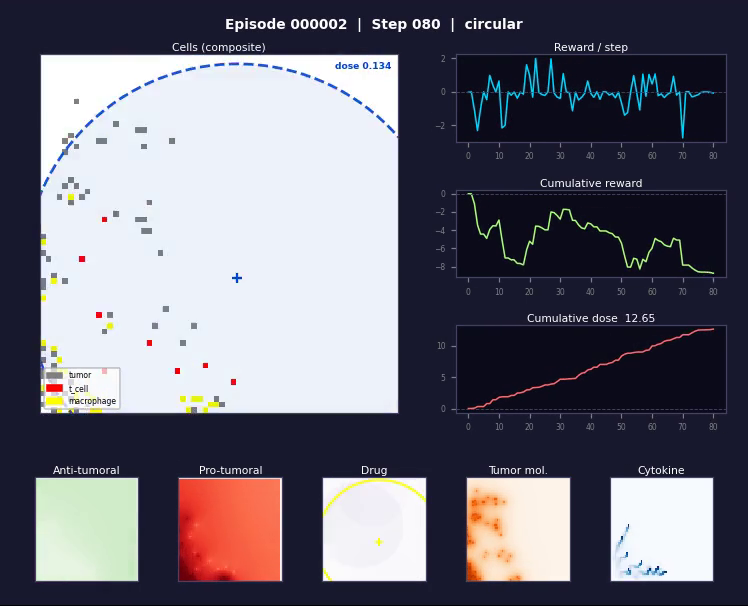 Episode 000002 | Step 080 | circular
Cells (composite)
dose 0.134
tumor
t_cell
macrophage
Reward / step
2
0
−2
0 10 20 30 40 50 60 70 80
Cumulative reward
0
−2
−4
−6
−8
0 10 20 30 40 50 60 70 80
Cumulative dose 12.65
10
5
0
0 10 20 30 40 50 60 70 80
Anti-tumoral
Pro-tumoral
Drug
Tumor mol.
Cytokine